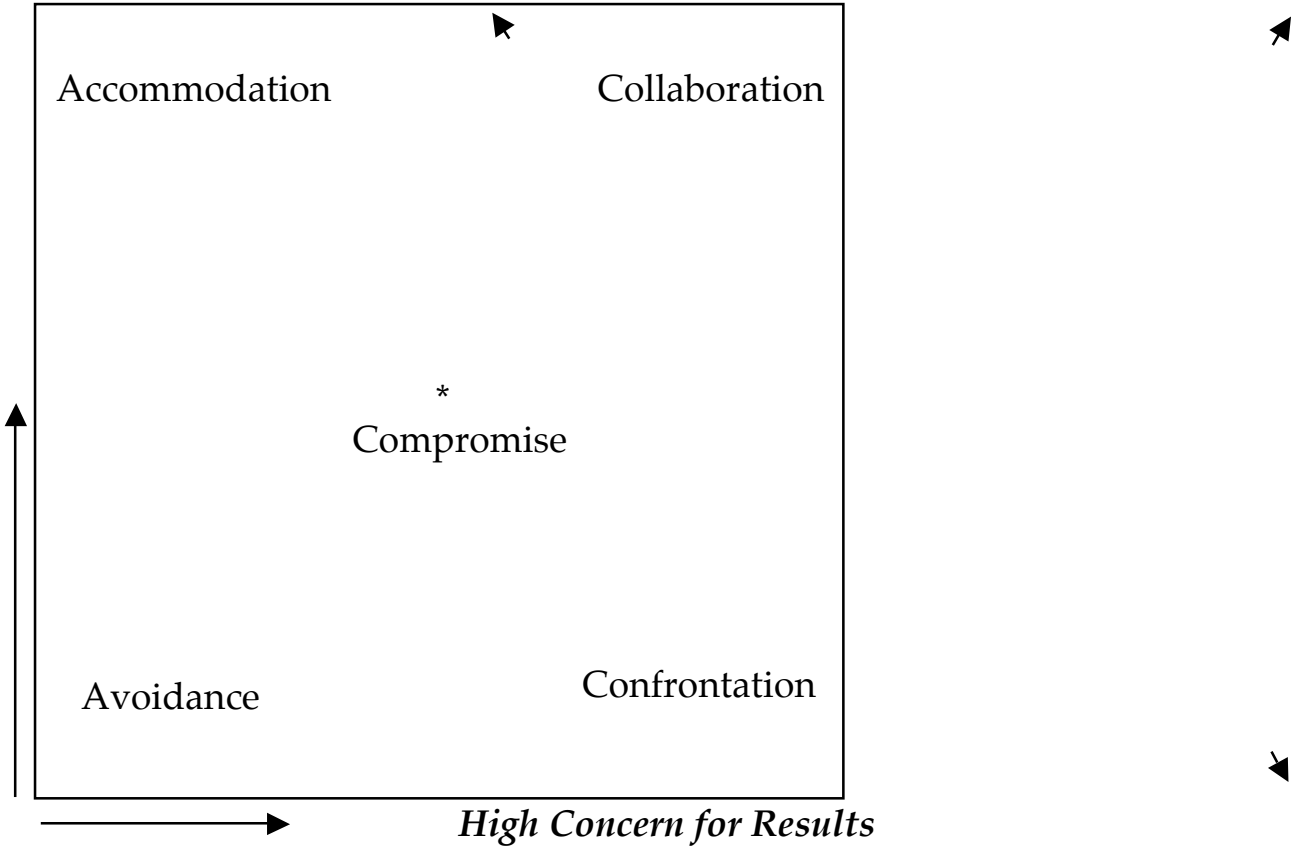 Accommodation Collaboration
*
Compromise
Avoidance Confrontation
High Concern for Results